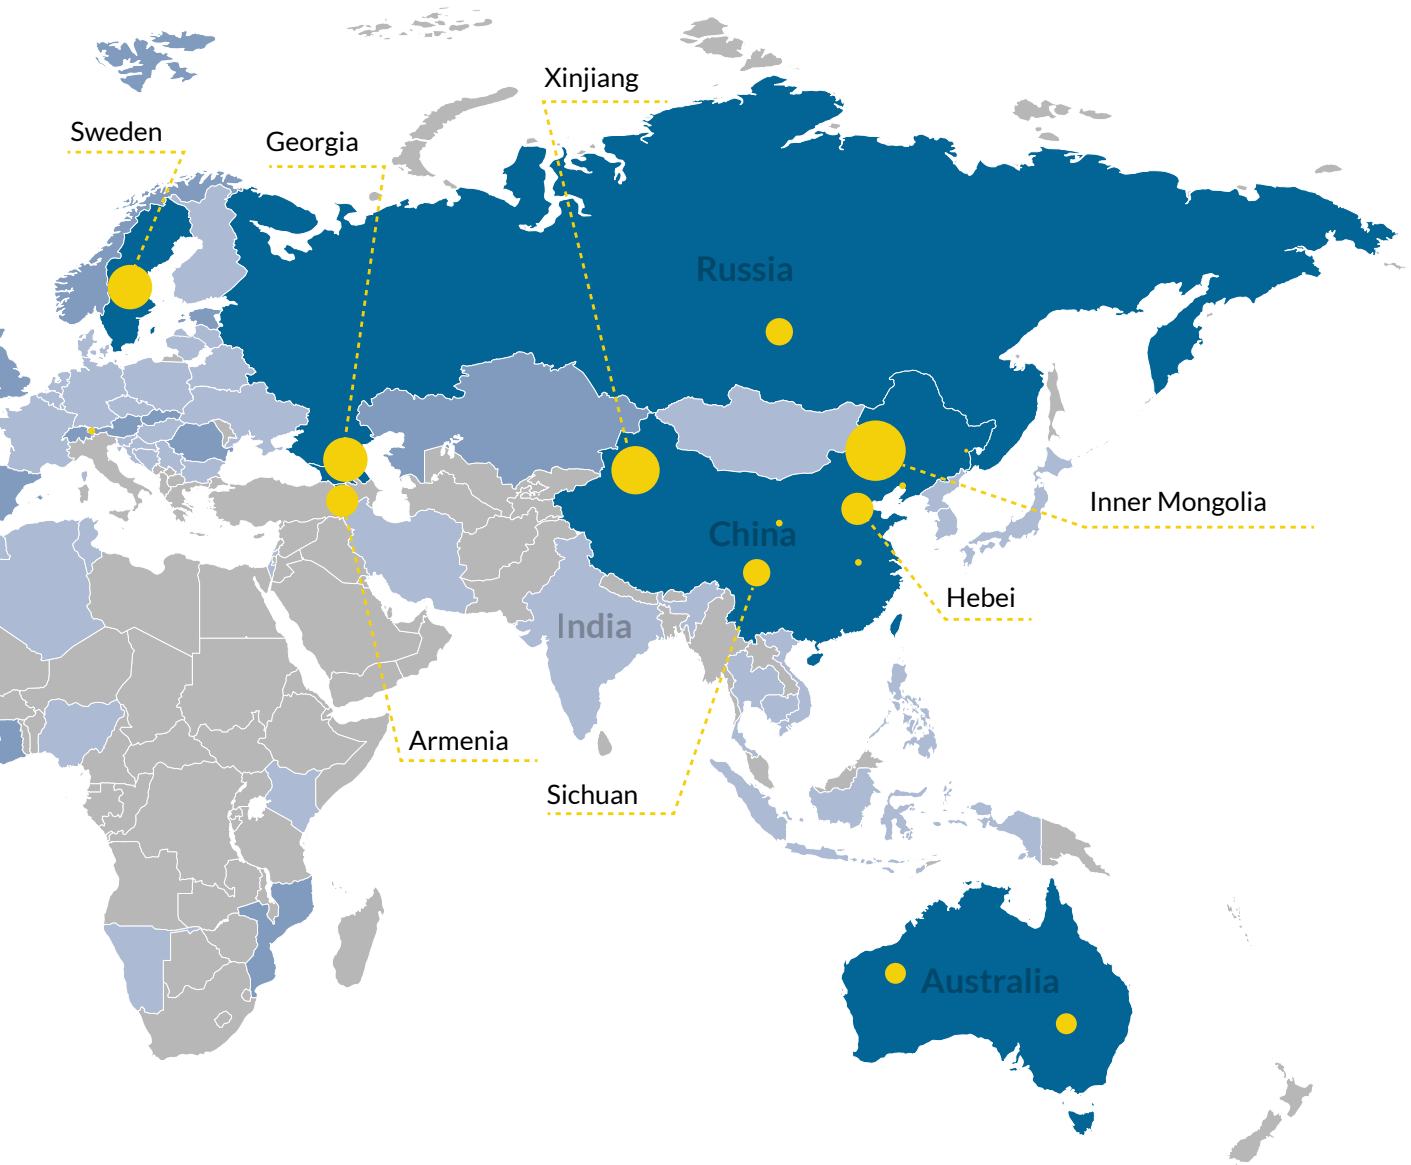 Xinjiang
Sweden
Georgia
Russia
Inner Mongolia
China
Hebei
India
Armenia
Sichuan
Australia